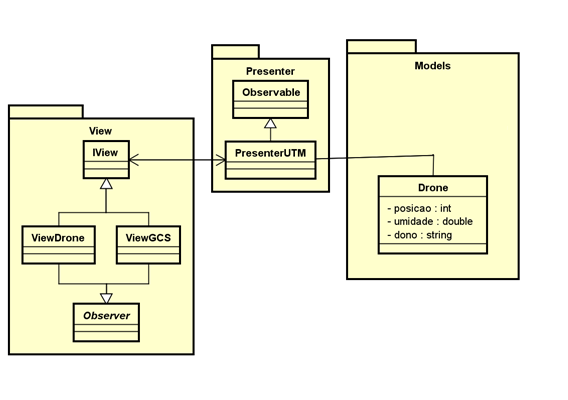 View
IView
ViewDrone
ViewGCS
Observer
Presenter
Observable
PresenterUTM
Models
Drone
- posicao : int
- umidade : double
- dono : string